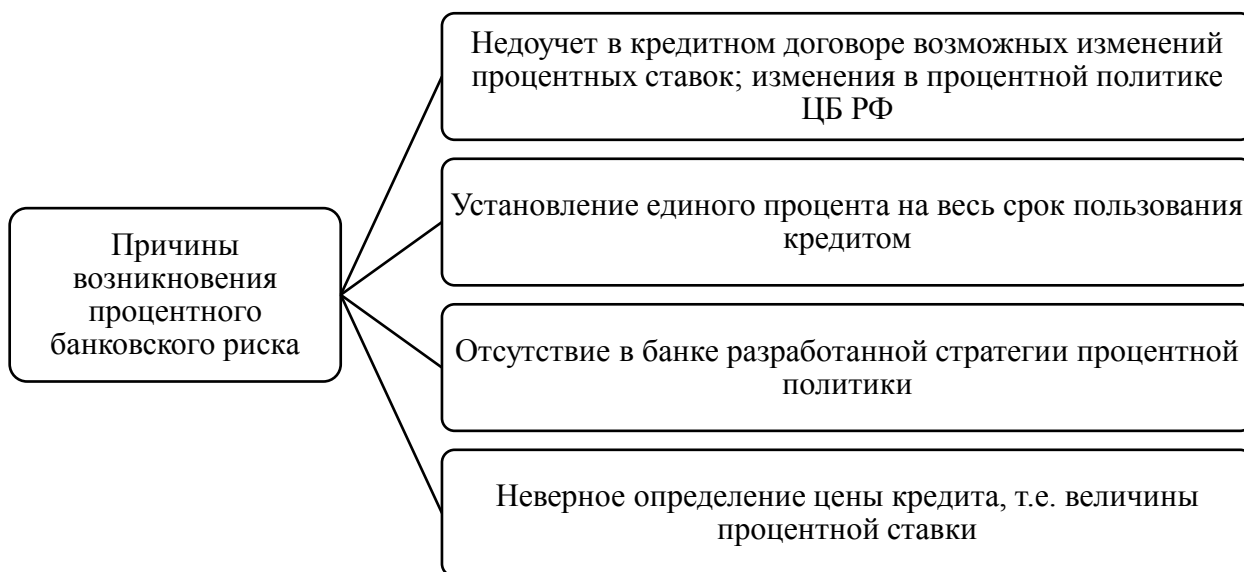 Недоучет в кредитном договоре возможных изменений
процентных ставок; изменения в процентной политике
ЦБ РФ
Установление единого процента на весь срок пользования
кредитом
Причины
возникновения
процентного
банковского риска
Отсутствие в банке разработанной стратегии процентной
политики
Неверное определение цены кредита, т.е. величины
процентной ставки